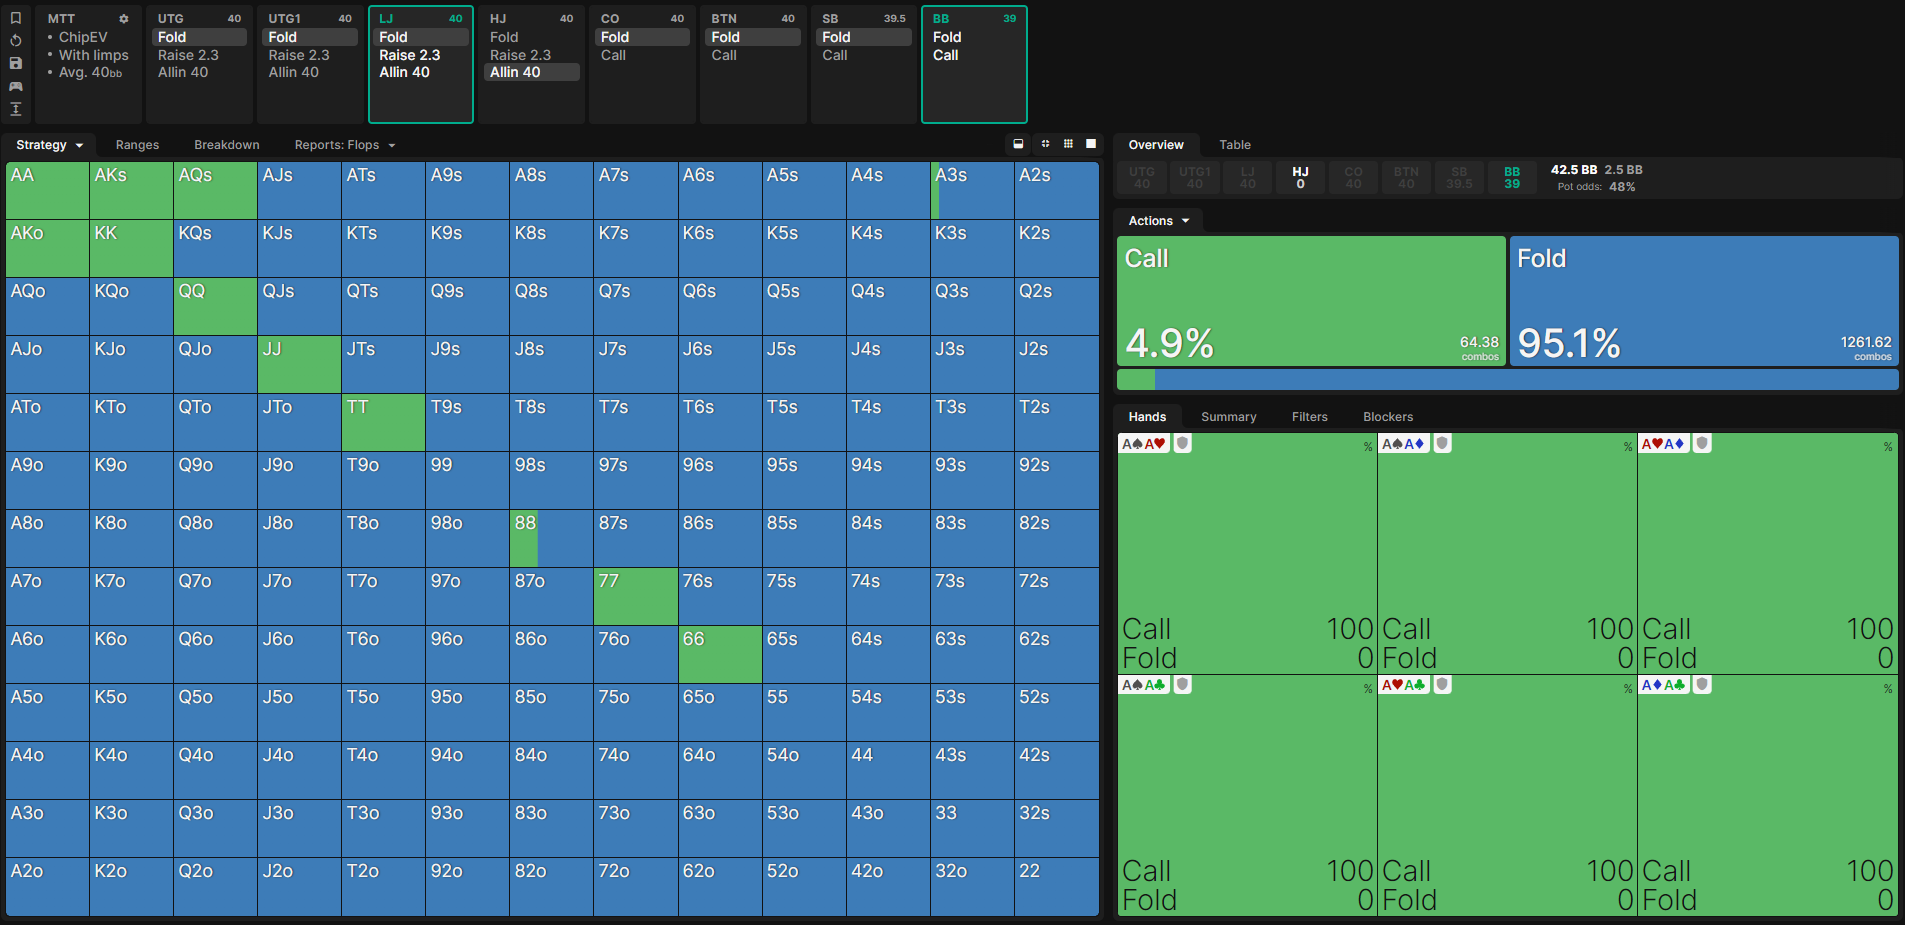 MTT
• ChipEV
• With limps
• Avg. 40bb
UTG 40
Fold
Raise 2.3
Allin 40
UTG1 40
Fold
Raise 2.3
Allin 40
LJ 40
Fold
Raise 2.3
Allin 40
HJ 40
Fold
Raise 2.3
Allin 40
CO 40
Fold
Call
BTN 40
Fold
Call
SB 39.5
Fold
Call
BB 39
Fold
Call
Strategy Ranges Breakdown Reports: Flops
AA AKs AQs AJs ATs A9s A8s A7s A6s A5s A4s A3s A2s
AKo KK KQs KJs KTs K9s K8s K7s K6s K5s K4s K3s K2s
AQo KQo QQ QJs QTs Q9s Q8s Q7s Q6s Q5s Q4s Q3s Q2s
AJo KJo QJo JJ JTs J9s J8s J7s J6s J5s J4s J3s J2s
ATo KTo QTo JTo TT T9s T8s T7s T6s T5s T4s T3s T2s
A9o K9o Q9o J9o T9o 99 98s 97s 96s 95s 94s 93s 92s
A8o K8o Q8o J8o T8o 98o 88 87s 86s 85s 84s 83s 82s
A7o K7o Q7o J7o T7o 97o 87o 77 76s 75s 74s 73s 72s
A6o K6o Q6o J6o T6o 96o 86o 76o 66 65s 64s 63s 62s
A5o K5o Q5o J5o T5o 95o 85o 75o 65o 55 54s 53s 52s
A4o K4o Q4o J4o T4o 94o 84o 74o 64o 54o 44 43s 42s
A3o K3o Q3o J3o T3o 93o 83o 73o 63o 53o 43o 33 32s
A2o K2o Q2o J2o T2o 92o 82o 72o 62o 52o 42o 32o 22
Overview Table
UTG UTG1 LJ HJ CO BTN SB BB 42.5 BB 2.5 BB
40 40 40 0 40 40 39.5 39 Pot odds: 48%
Actions
Call Fold
4.9% 64.38 combos 95.1% 1261.62 combos
Hands Summary Filters Blockers
A♠A♥ % A♠A♦ % A♥A♦ %
Call 100 Call 100 Call 100
Fold 0 Fold 0 Fold 0
A♠A♣ % A♥A♣ % A♦A♣ %
Call 100 Call 100 Call 100
Fold 0 Fold 0 Fold 0